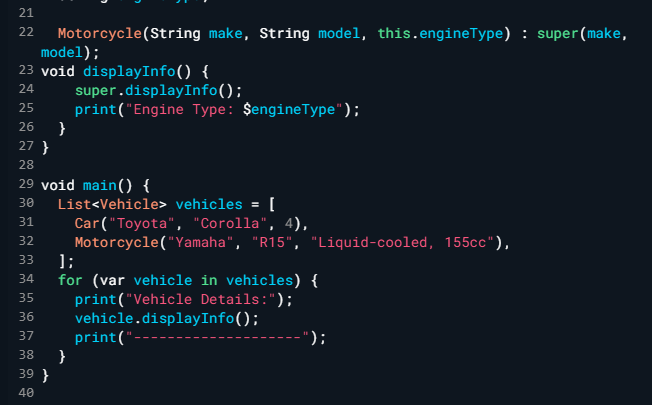 21
22 Motorcycle(String make, String model, this.engineType) : super(make,
model);
23 void displayInfo() {
24 super.displayInfo();
25 print("Engine Type: $engineType");
26 }
27 }
28
29 void main() {
30 List<Vehicle> vehicles = [
31 Car("Toyota", "Corolla", 4),
32 Motorcycle("Yamaha", "R15", "Liquid-cooled, 155cc"),
33 ];
34 for (var vehicle in vehicles) {
35 print("Vehicle Details:");
36 vehicle.displayInfo();
37 print("--------------------");
38 }
39 }
40